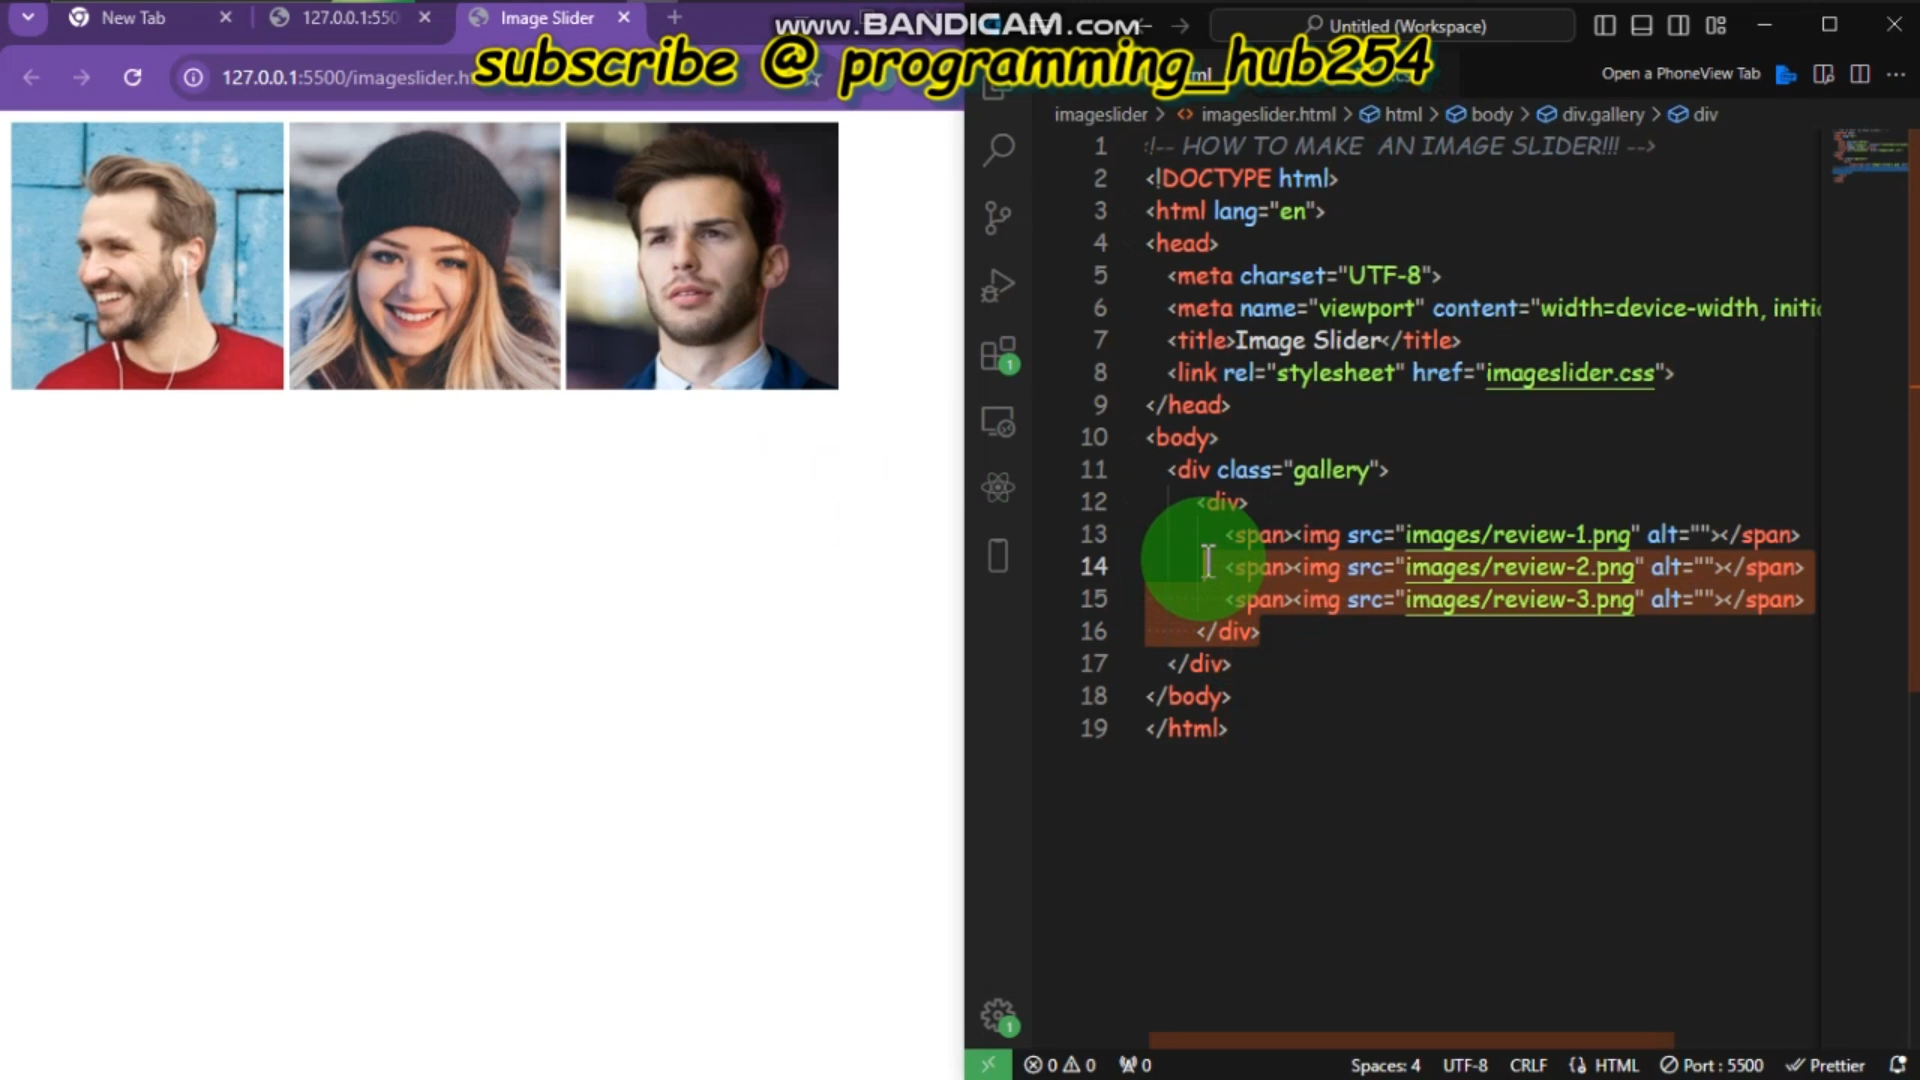 New Tab
127.0.0.1:550
Image Slider
www.BANDICAM.com
Untitled (Workspace)
subscribe @ programming_hub254
127.0.0.1:5500/imageslider.h
Open a PhoneView Tab
imageslider > imageslider.html > html > body > div.gallery > div
1 !-- HOW TO MAKE AN IMAGE SLIDER!!! -->
2 <!DOCTYPE html>
3 <html lang="en">
4 <head>
5 <meta charset="UTF-8">
6 <meta name="viewport" content="width=device-width, initi
7 <title>Image Slider</title>
8 <link rel="stylesheet" href="imageslider.css">
9 </head>
10 <body>
11 <div class="gallery">
12 <div>
13 <span><img src="images/review-1.png" alt=""></span>
14 <span><img src="images/review-2.png" alt=""></span>
15 <span><img src="images/review-3.png" alt=""></span>
16 </div>
17 </div>
18 </body>
19 </html>
1
1
0 0 0 Spaces: 4 UTF-8 CRLF {} HTML Port : 5500 Prettier